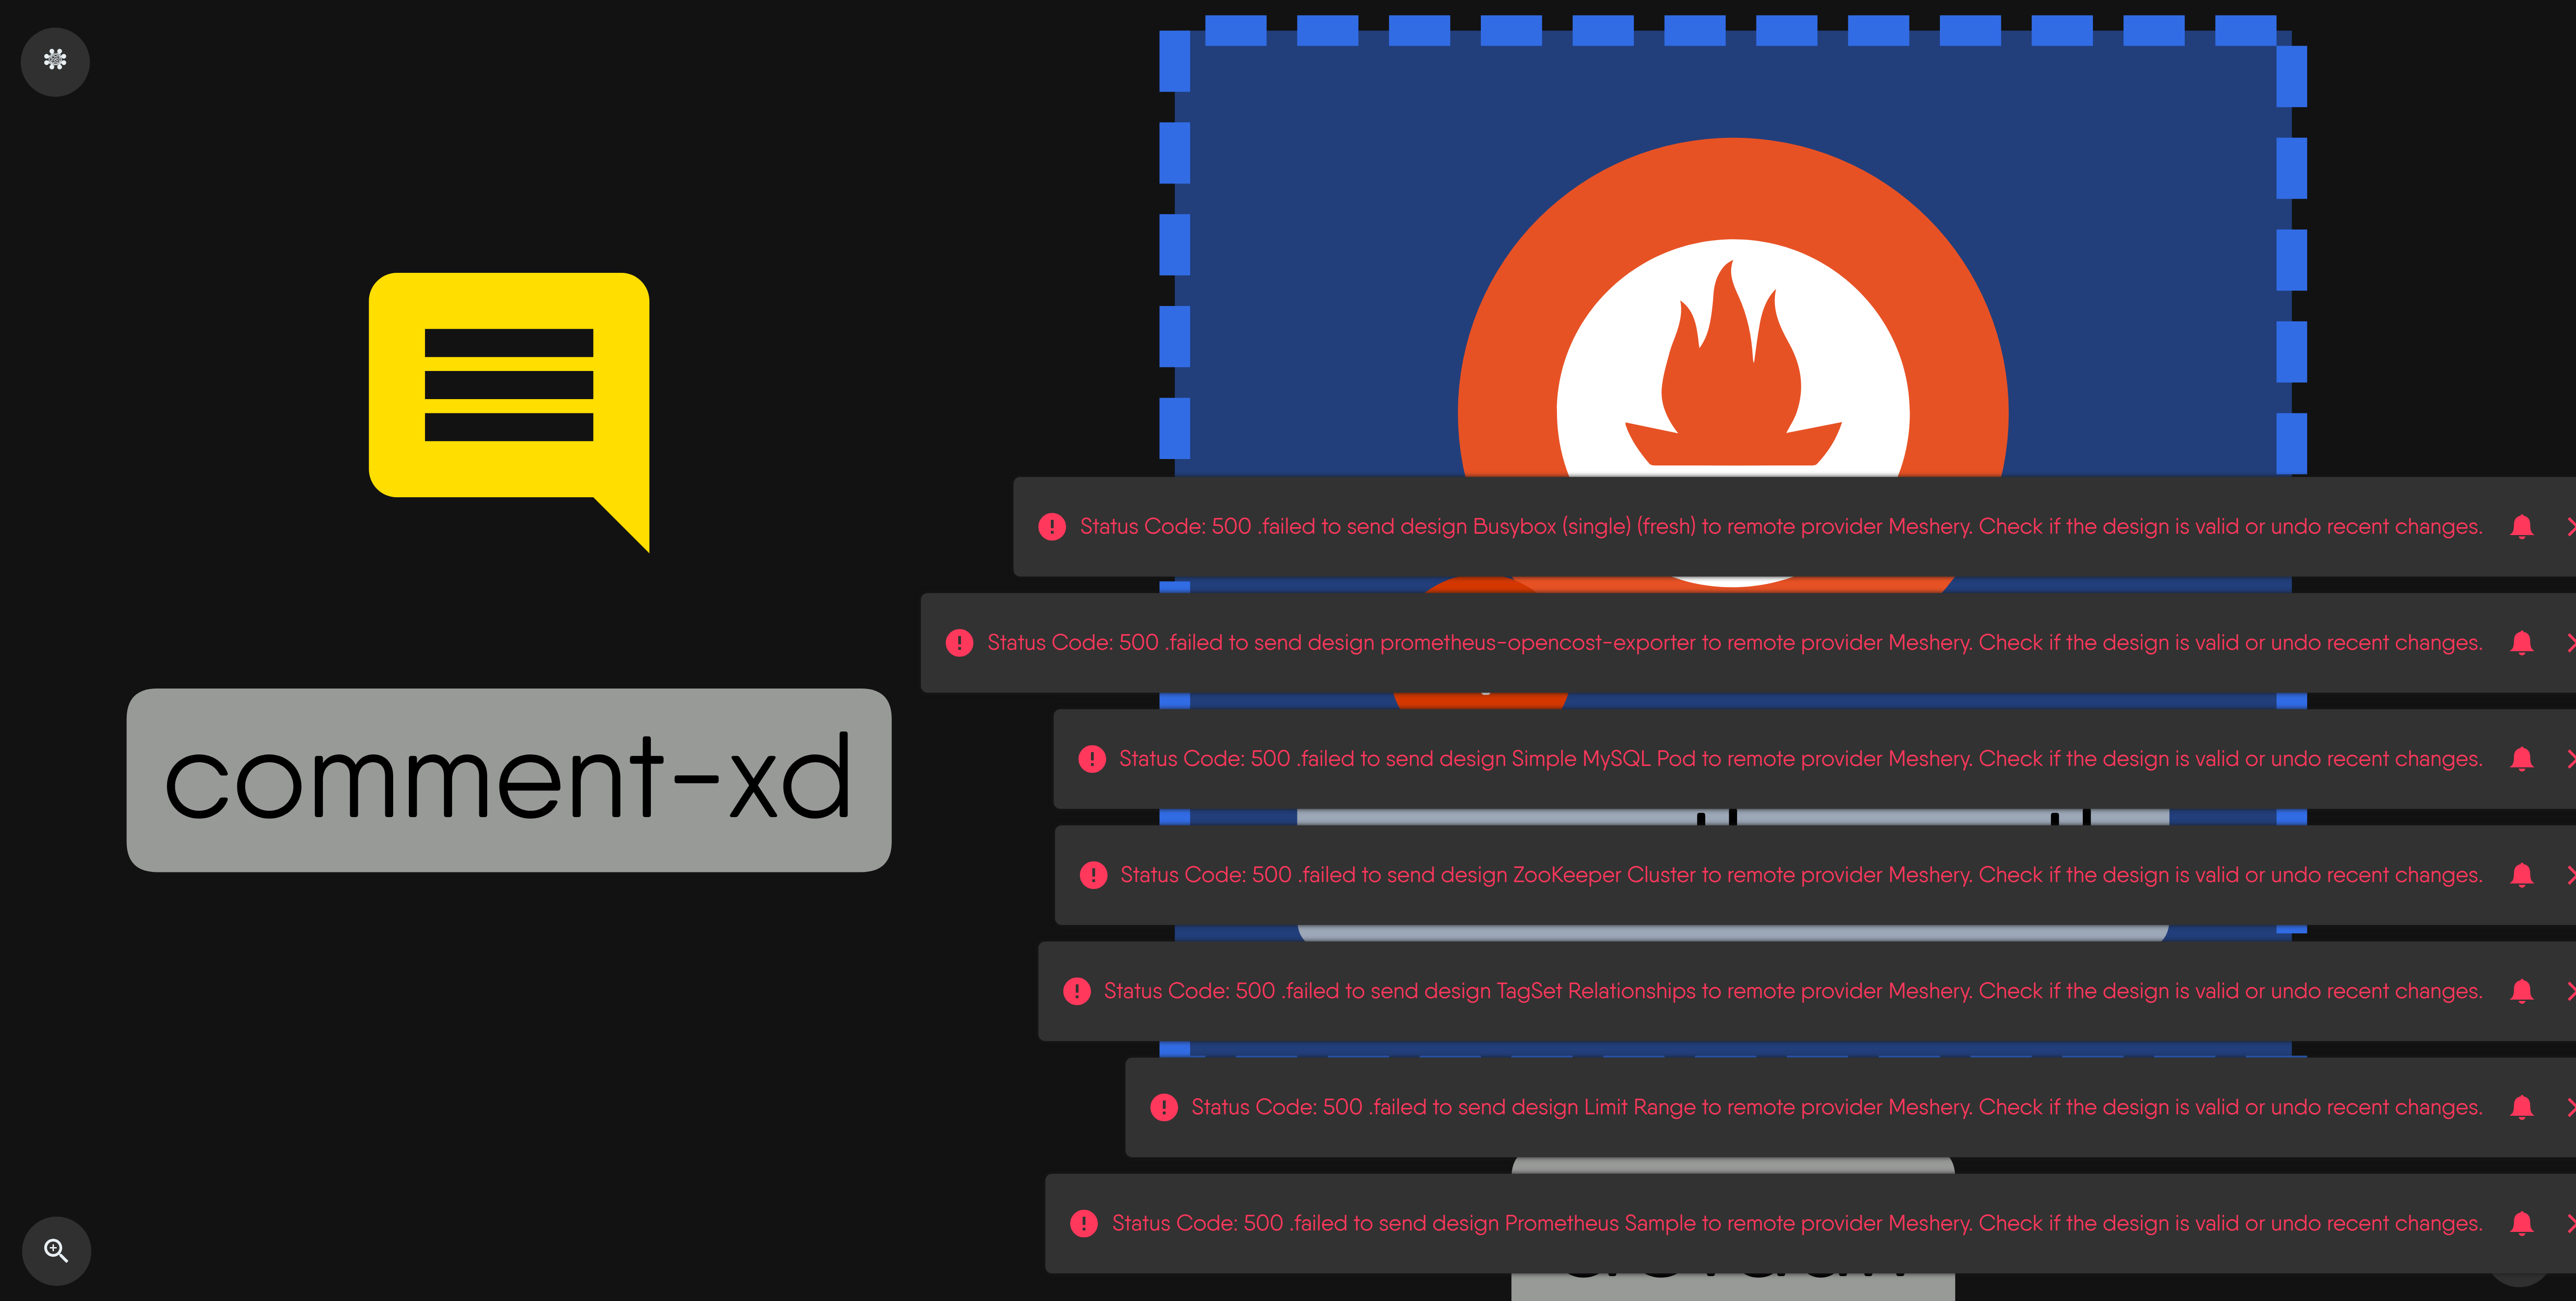 Status Code: 500 .failed to send design Busybox (single) (fresh) to remote provider Meshery. Check if the design is valid or undo recent changes.
Status Code: 500 .failed to send design prometheus-opencost-exporter to remote provider Meshery. Check if the design is valid or undo recent changes.
comment-xd
Status Code: 500 .failed to send design Simple MySQL Pod to remote provider Meshery. Check if the design is valid or undo recent changes.
Status Code: 500 .failed to send design ZooKeeper Cluster to remote provider Meshery. Check if the design is valid or undo recent changes.
Status Code: 500 .failed to send design TagSet Relationships to remote provider Meshery. Check if the design is valid or undo recent changes.
Status Code: 500 .failed to send design Limit Range to remote provider Meshery. Check if the design is valid or undo recent changes.
Status Code: 500 .failed to send design Prometheus Sample to remote provider Meshery. Check if the design is valid or undo recent changes.